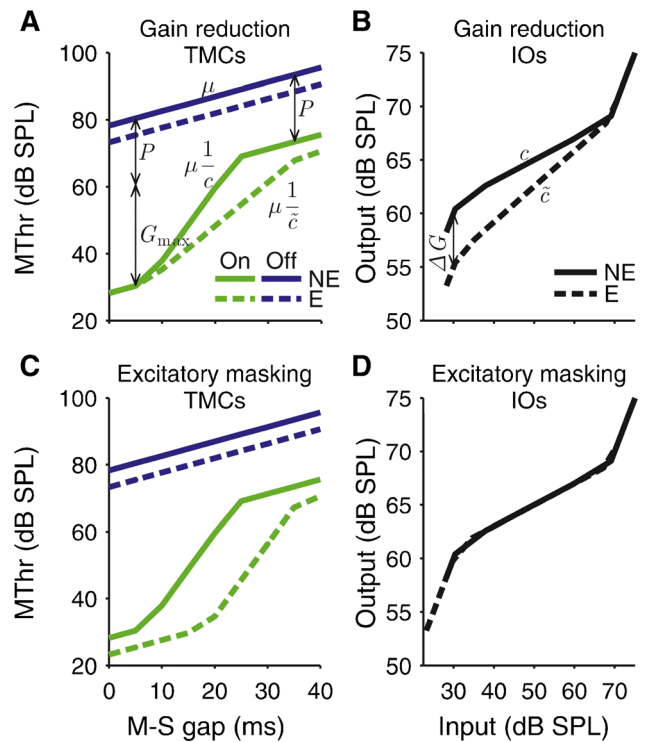 A
Gain reduction
TMCs
MThr (dB SPL)
100
80
60
40
20
μ
P
P
μ 1/c
μ 1/c̃
Gmax
On Off
NE
E
B
Gain reduction
IOs
Output (dB SPL)
75
70
65
60
55
50
c
c̃
ΔG
NE
E
C
Excitatory masking
TMCs
MThr (dB SPL)
100
80
60
40
20
0 10 20 30 40
M-S gap (ms)
D
Excitatory masking
IOs
Output (dB SPL)
75
70
65
60
55
50
30 40 50 60 70
Input (dB SPL)